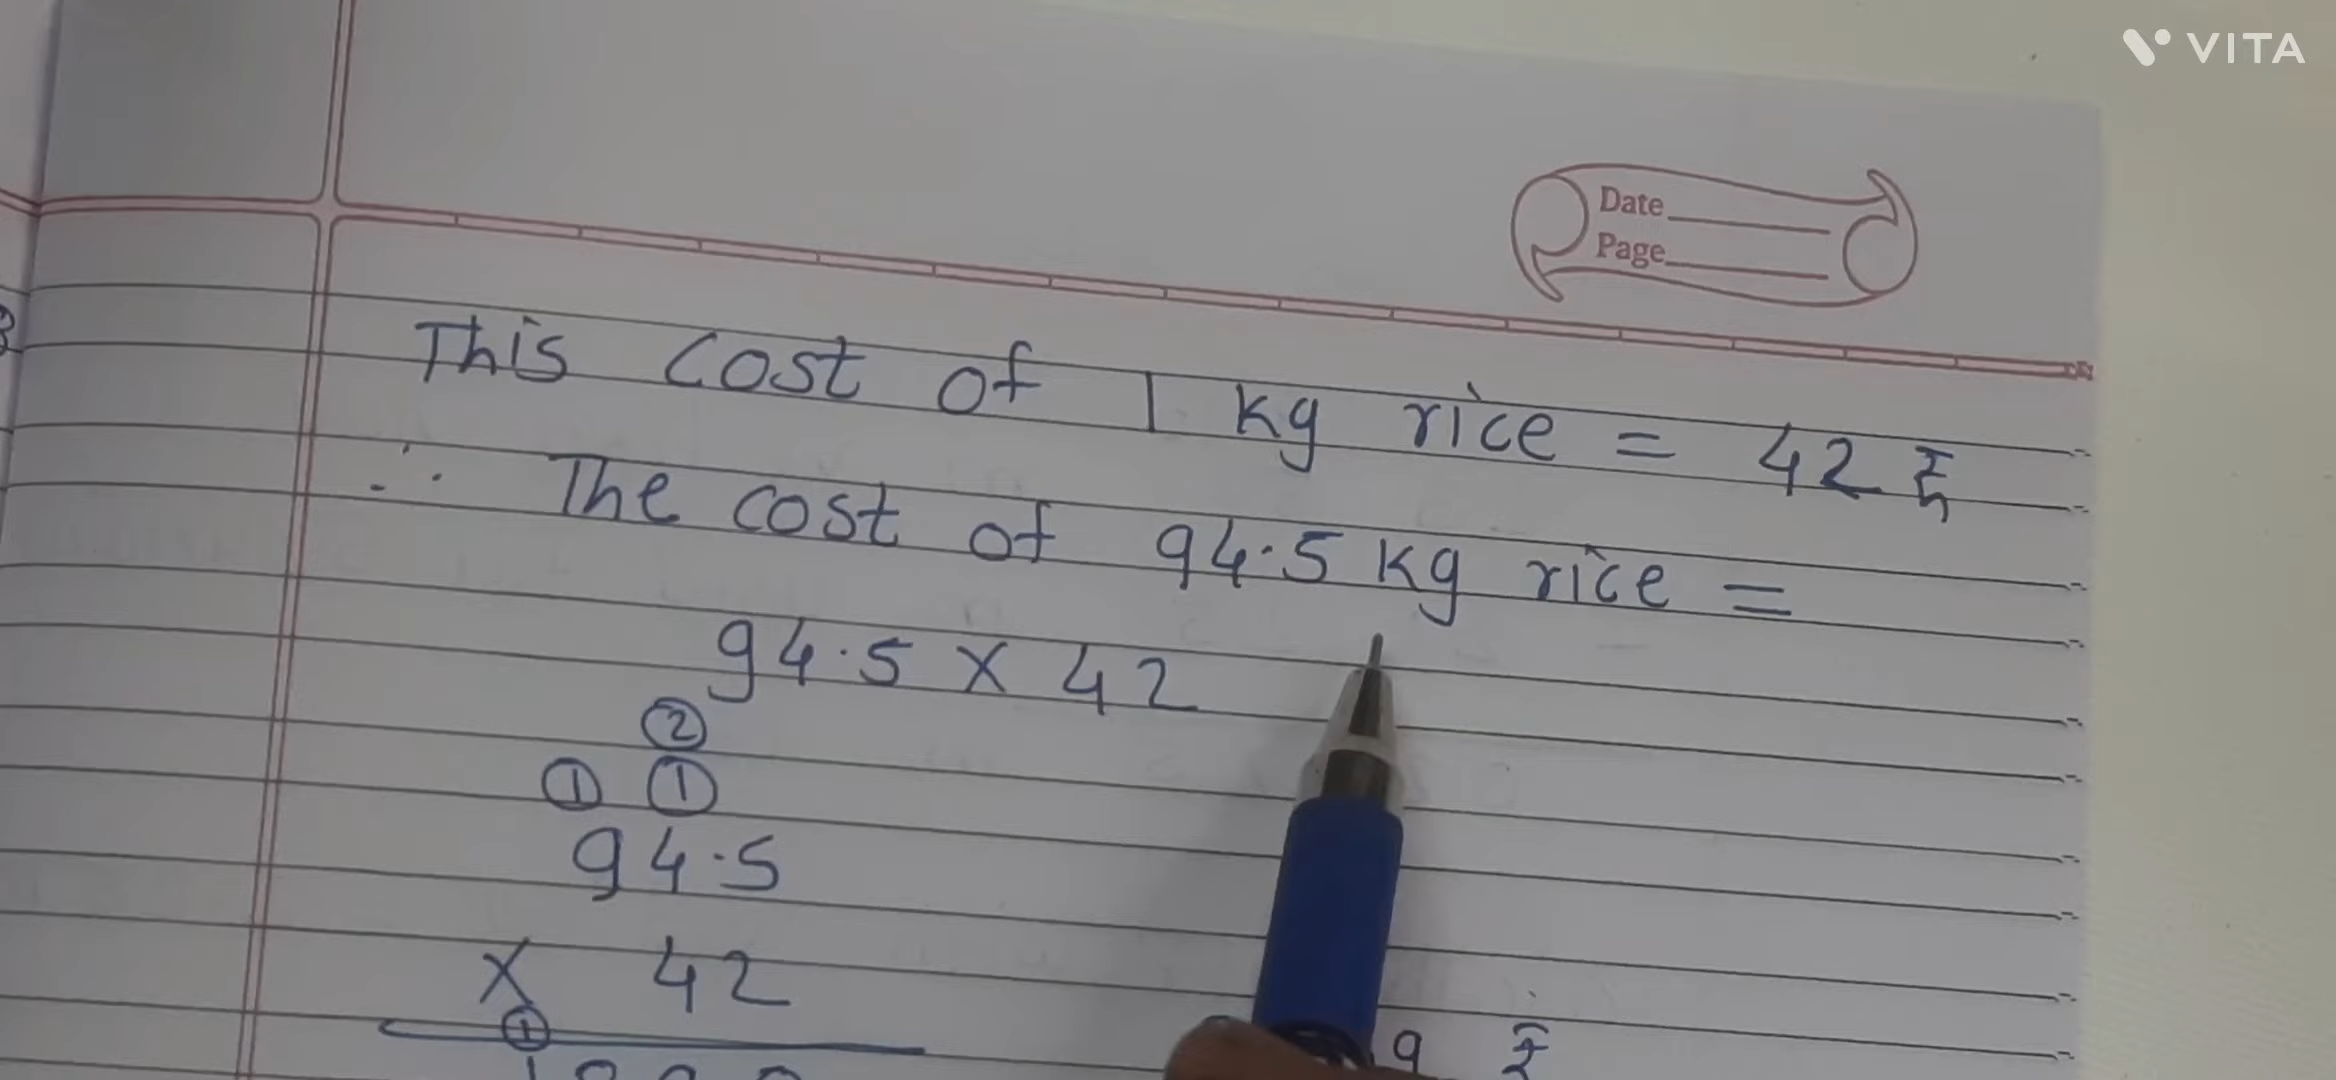 VITA
Date
Page
This cost of 1 kg rice = 42 ₹
∴ The cost of 94.5 kg rice =
94.5 x 42
②
① ①
94.5
x 42
①
9 ₹